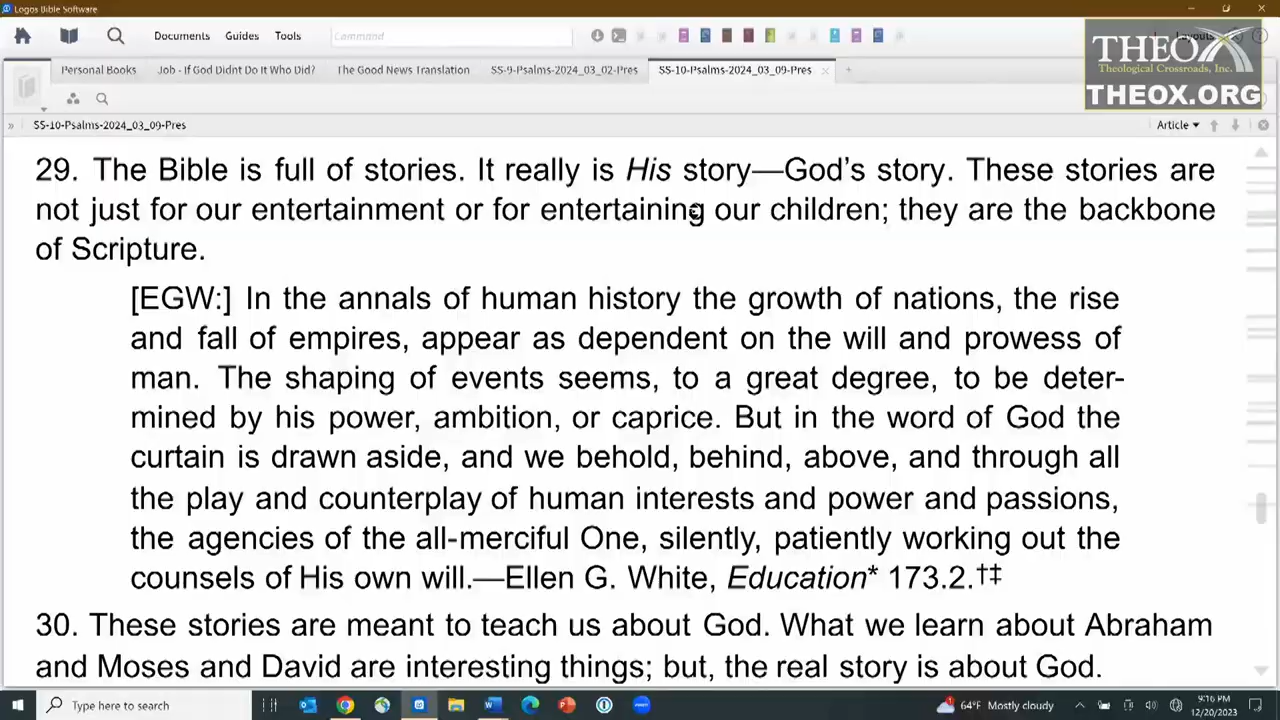 Logos Bible Software
Documents Guides Tools Command Layouts
THEOX
Theological Crossroads, Inc.
THEOX.ORG
Personal Books Job - If God Didnt Do It Who Did? SS-10-Psalms-2024_03_09-Pres
SS-10-Psalms-2024_03_09-Pres Article
29. The Bible is full of stories. It really is His story—God's story. These stories are
not just for our entertainment or for entertaining our children; they are the backbone
of Scripture.
[EGW:] In the annals of human history the growth of nations, the rise
and fall of empires, appear as dependent on the will and prowess of
man. The shaping of events seems, to a great degree, to be deter-
mined by his power, ambition, or caprice. But in the word of God the
curtain is drawn aside, and we behold, behind, above, and through all
the play and counterplay of human interests and power and passions,
the agencies of the all-merciful One, silently, patiently working out the
counsels of His own will.—Ellen G. White, Education* 173.2.†‡
30. These stories are meant to teach us about God. What we learn about Abraham
and Moses and David are interesting things; but, the real story is about God.
Type here to search
64°F Mostly cloudy
9:16 PM
12/20/2023